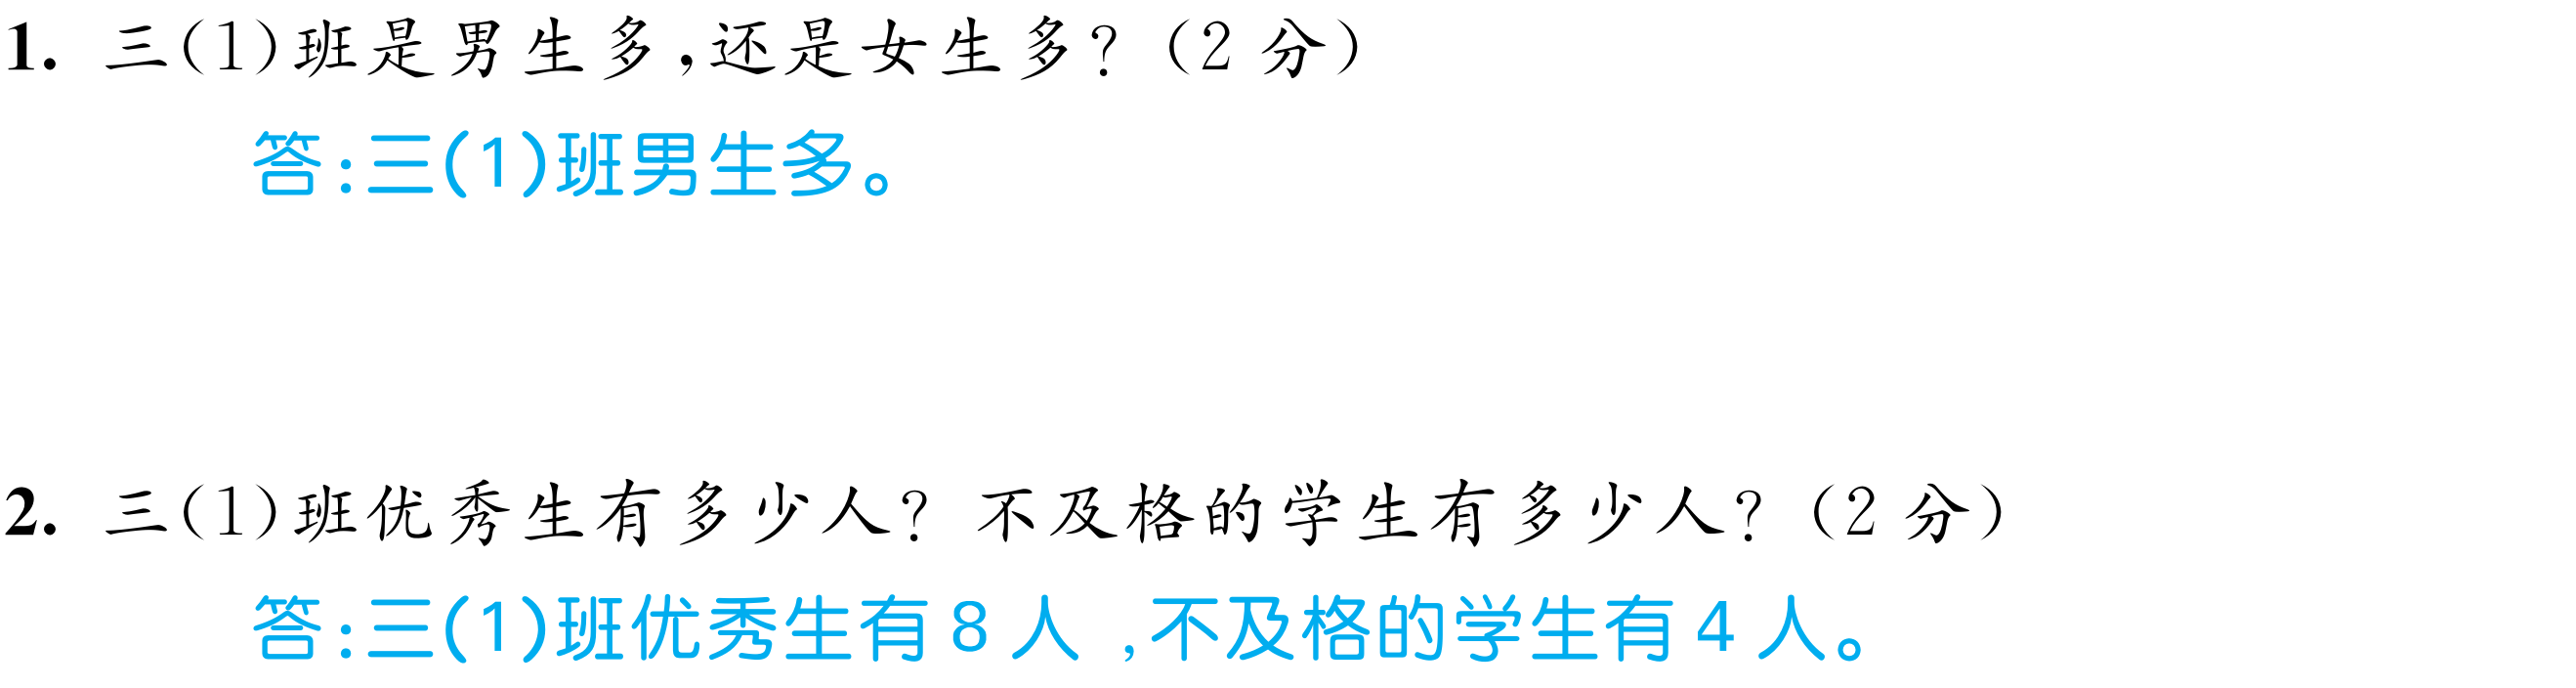 1. 三(1)班是男生多,还是女生多?(2分)
答:三(1)班男生多。
2. 三(1)班优秀生有多少人? 不及格的学生有多少人?(2分)
答:三(1)班优秀生有8人,不及格的学生有4人。